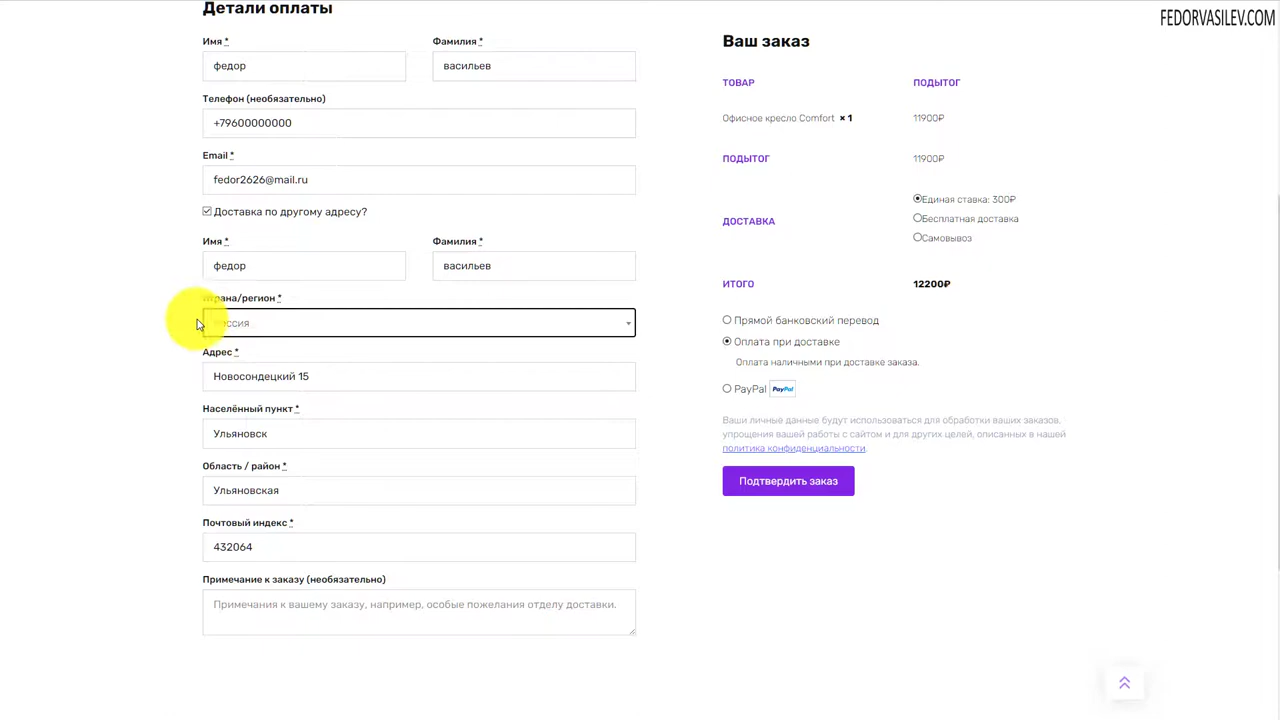 FEDORVASILEV.COM
Детали оплаты
Имя *
Фамилия *
федор
васильев
Телефон (необязательно)
+79600000000
Email *
fedor2626@mail.ru
Доставка по другому адресу?
Имя *
Фамилия *
федор
васильев
Страна/регион *
Россия
Адрес *
Новосондецкий 15
Населённый пункт *
Ульяновск
Область / район *
Ульяновская
Почтовый индекс *
432064
Примечание к заказу (необязательно)
Примечания к вашему заказу, например, особые пожелания отделу доставки.
Ваш заказ
ТОВАР ПОДЫТОГ
Офисное кресло Comfort × 1 11900₽
ПОДЫТОГ 11900₽
ДОСТАВКА
Единая ставка: 300₽
Бесплатная доставка
Самовывоз
ИТОГО 12200₽
Прямой банковский перевод
Оплата при доставке
Оплата наличными при доставке заказа.
PayPal PayPal
Ваши личные данные будут использоваться для обработки ваших заказов,
упрощения вашей работы с сайтом и для других целей, описанных в нашей
политика конфиденциальности.
Подтвердить заказ